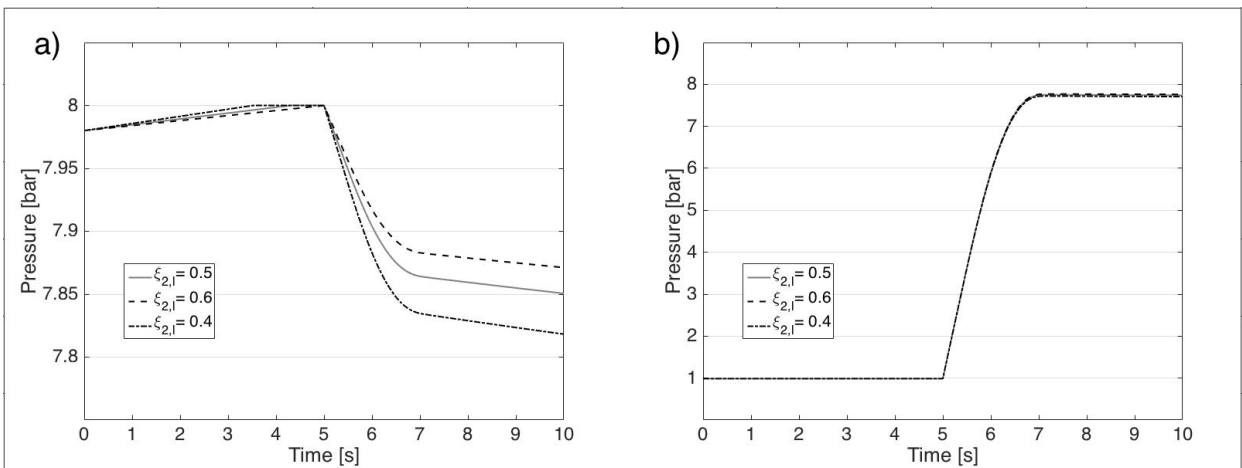 a)
8
7.95
7.9
7.85
7.8
Pressure [bar]
ξ2,l = 0.5
ξ2,l = 0.6
ξ2,l = 0.4
0 1 2 3 4 5 6 7 8 9 10
Time [s]
b)
8
7
6
5
4
3
2
1
Pressure [bar]
ξ2,l = 0.5
ξ2,l = 0.6
ξ2,l = 0.4
0 1 2 3 4 5 6 7 8 9 10
Time [s]